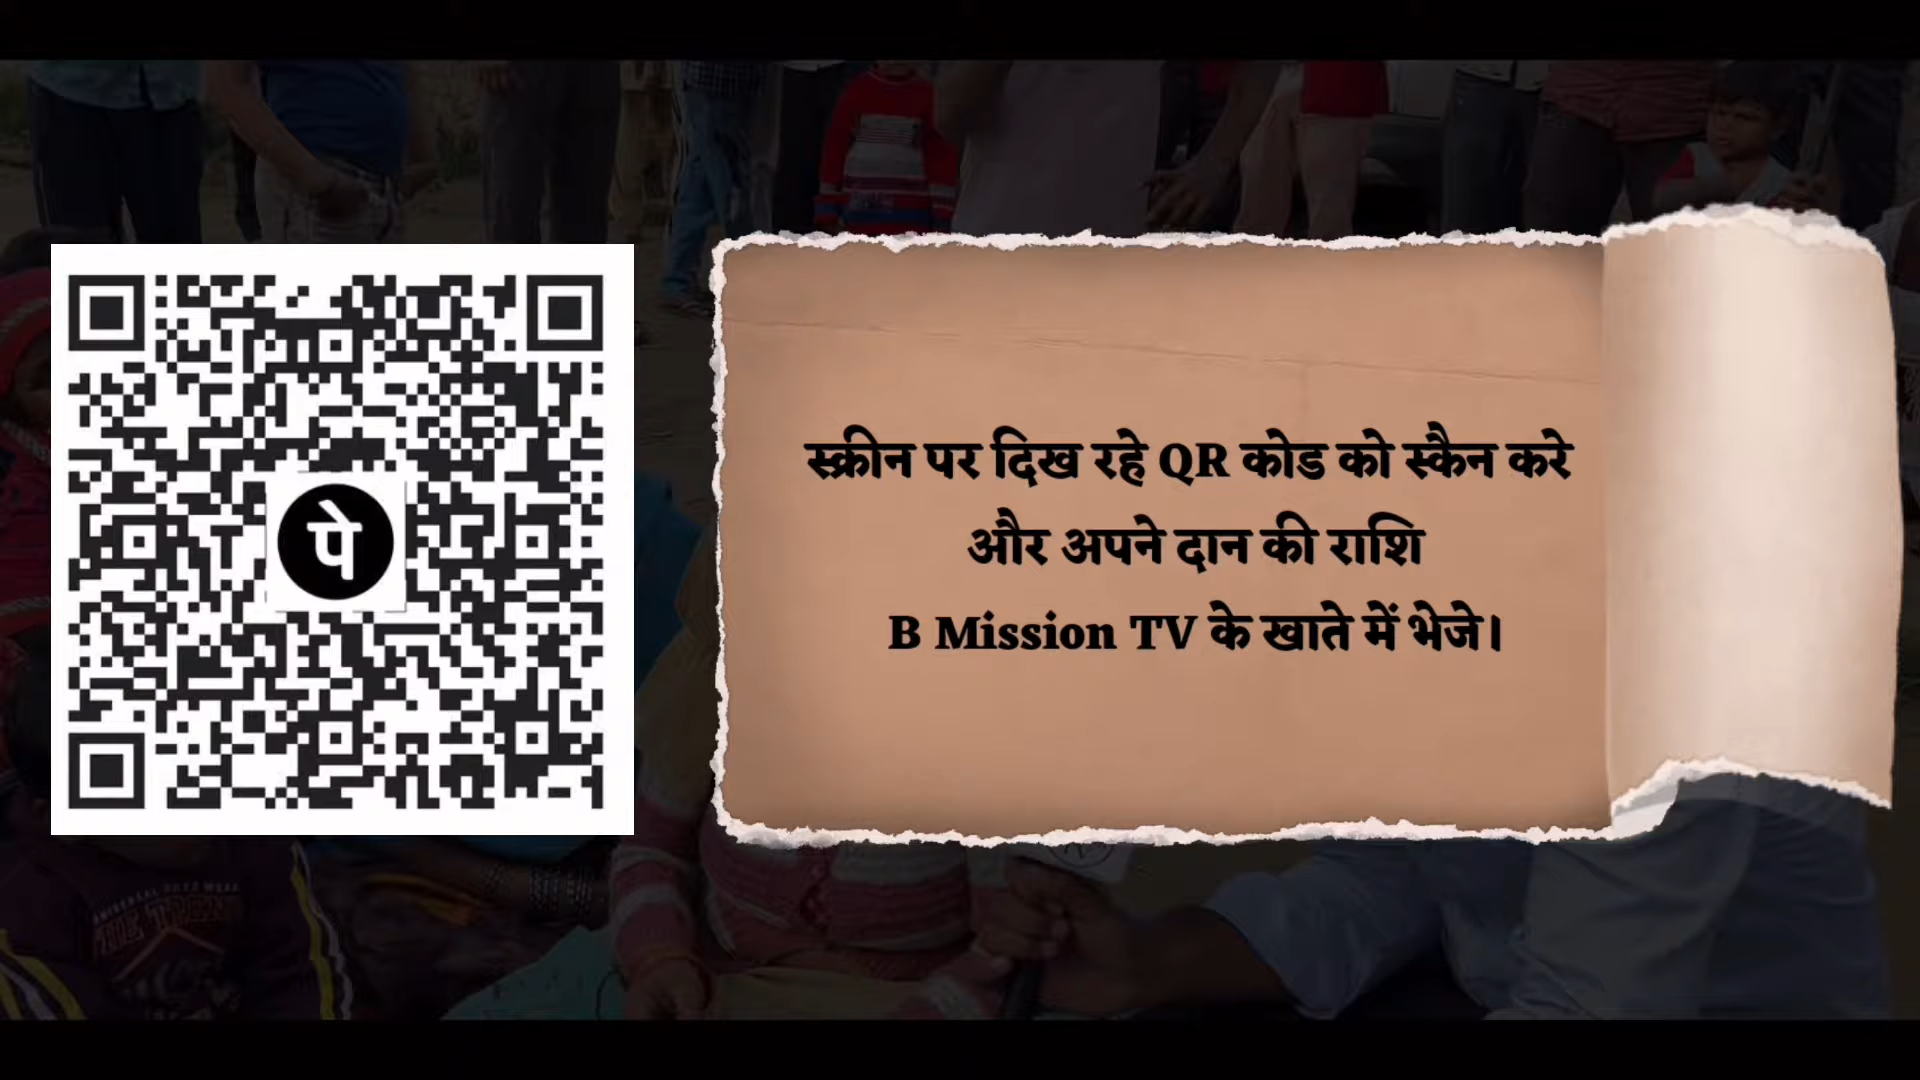 पे
स्क्रीन पर दिख रहे QR कोड को स्कैन करे
और अपने दान की राशि
B Mission TV के खाते में भेजे।